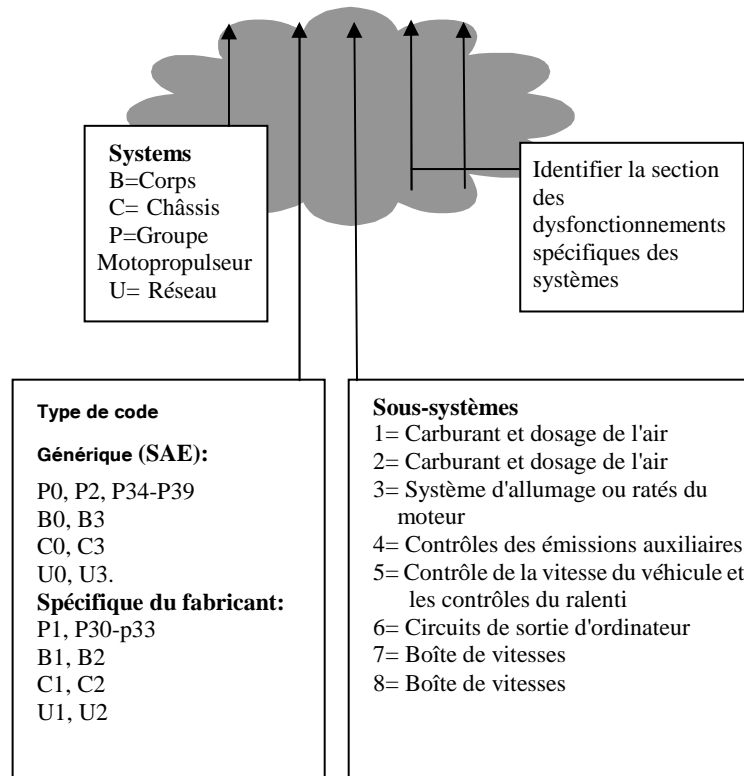 Systems
B=Corps
C= Châssis
P=Groupe
Motopropulseur
U= Réseau
Identifier la section
des
dysfonctionnements
spécifiques des
systèmes
Type de code
Générique (SAE):
P0, P2, P34-P39
B0, B3
C0, C3
U0, U3.
Spécifique du fabricant:
P1, P30-p33
B1, B2
C1, C2
U1, U2
Sous-systèmes
1= Carburant et dosage de l'air
2= Carburant et dosage de l'air
3= Système d'allumage ou ratés du
moteur
4= Contrôles des émissions auxiliaires
5= Contrôle de la vitesse du véhicule et
les contrôles du ralenti
6= Circuits de sortie d'ordinateur
7= Boîte de vitesses
8= Boîte de vitesses